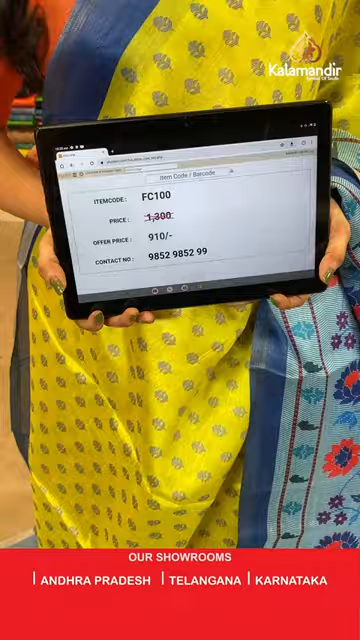 Kalamandir
Item Code / Barcode
ITEMCODE : FC100
PRICE : 1,300
OFFER PRICE : 910/-
CONTACT NO : 9852 9852 99
OUR SHOWROOMS
| ANDHRA PRADESH | TELANGANA | KARNATAKA